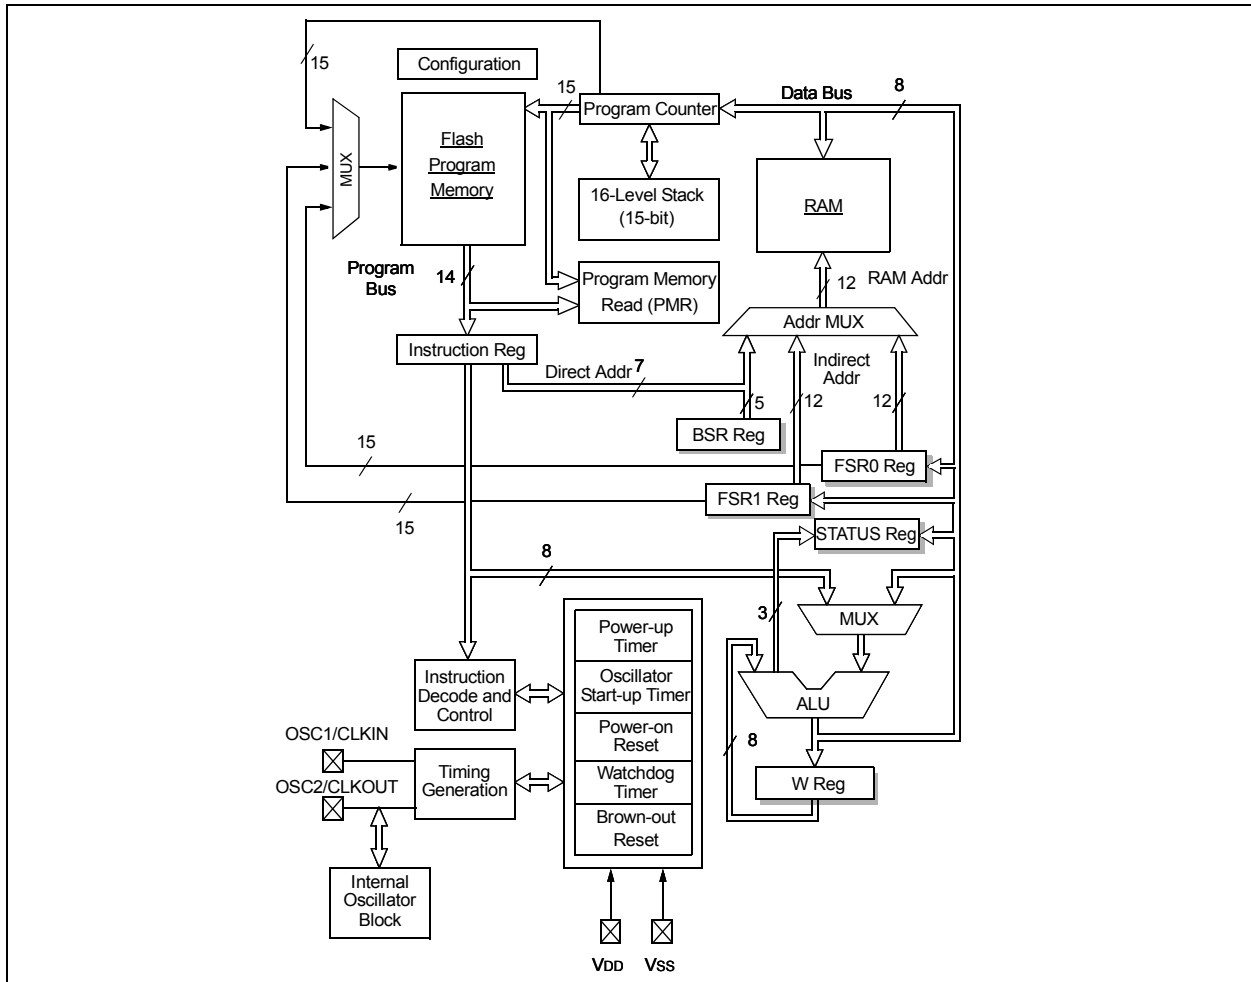 15
Configuration
15
Program Counter
Data Bus
8
MUX
Flash
Program
Memory
16-Level Stack
(15-bit)
RAM
Program
Bus
14
Program Memory
Read (PMR)
12
RAM Addr
Addr MUX
Instruction Reg
Direct Addr
7
Indirect
Addr
5
12
12
BSR Reg
15
FSR0 Reg
15
FSR1 Reg
STATUS Reg
8
3
MUX
Power-up
Timer
Instruction
Decode and
Control
Oscillator
Start-up Timer
ALU
Power-on
Reset
8
OSC1/CLKIN
OSC2/CLKOUT
Timing
Generation
Watchdog
Timer
W Reg
Brown-out
Reset
Internal
Oscillator
Block
VDD
VSS